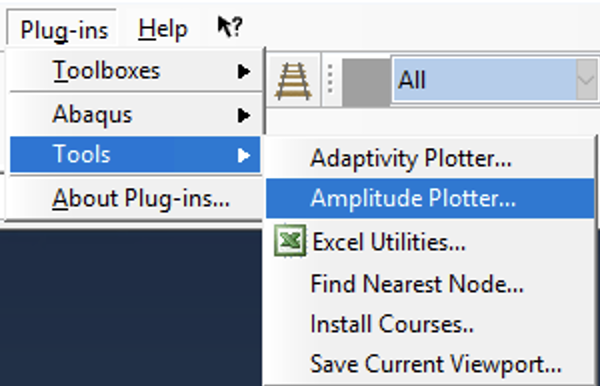 Plug-ins Help ?
Toolboxes
All
Abaqus
Tools
Adaptivity Plotter...
About Plug-ins...
Amplitude Plotter...
Excel Utilities...
Find Nearest Node...
Install Courses..
Save Current Viewport...